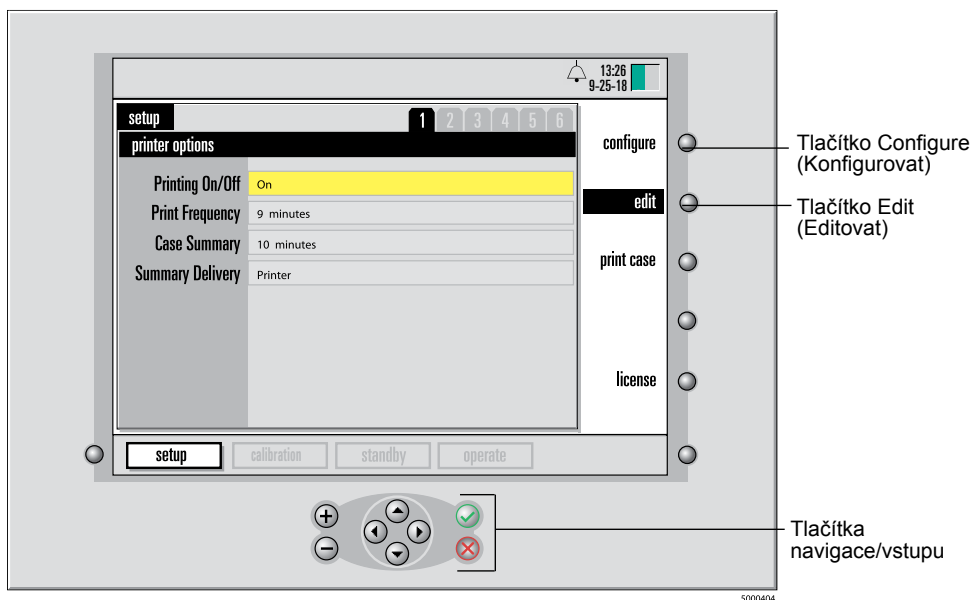 13:26
9-25-18
setup
1 2 3 4 5 6
printer options
Printing On/Off On
Print Frequency 9 minutes
Case Summary 10 minutes
Summary Delivery Printer
configure
edit
print case
license
setup calibration standby operate
Tlačítko Configure
(Konfigurovat)
Tlačítko Edit
(Editovat)
Tlačítka
navigace/vstupu
5000404